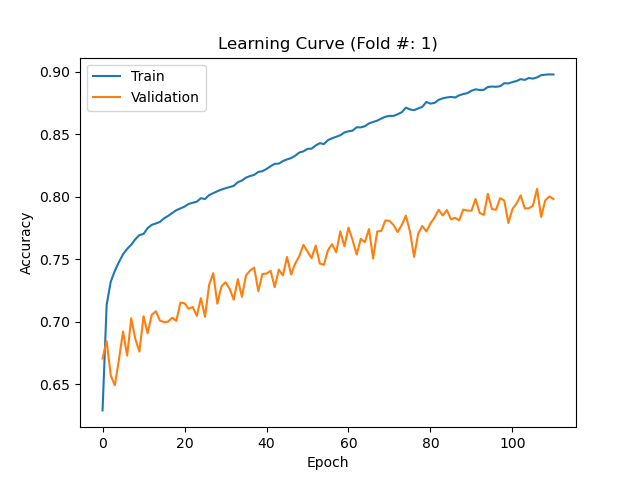 Learning Curve (Fold #: 1)
Train
Validation
0.90
0.85
0.80
0.75
0.70
0.65
Accuracy
0 20 40 60 80 100
Epoch